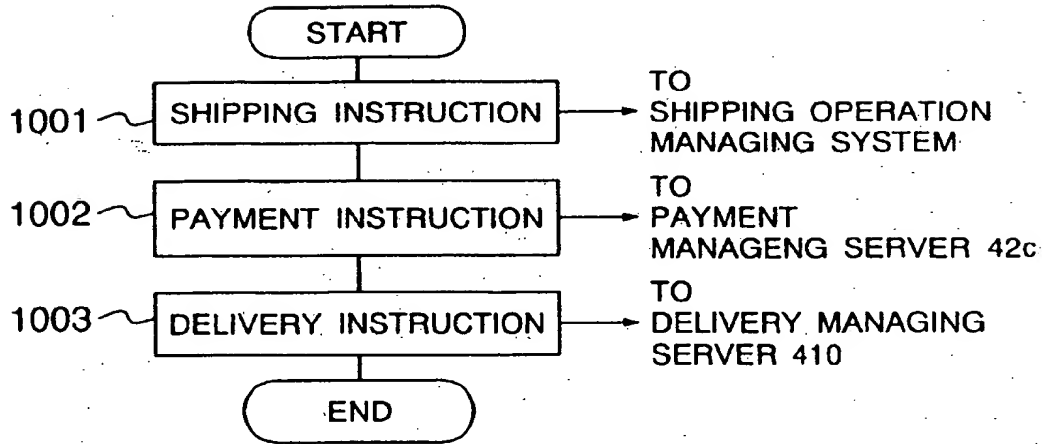 START
1001
SHIPPING INSTRUCTION
TO
SHIPPING OPERATION
MANAGING SYSTEM
1002
PAYMENT INSTRUCTION
TO
PAYMENT
MANAGENG SERVER 42c
1003
DELIVERY INSTRUCTION
TO
DELIVERY MANAGING
SERVER 410
END